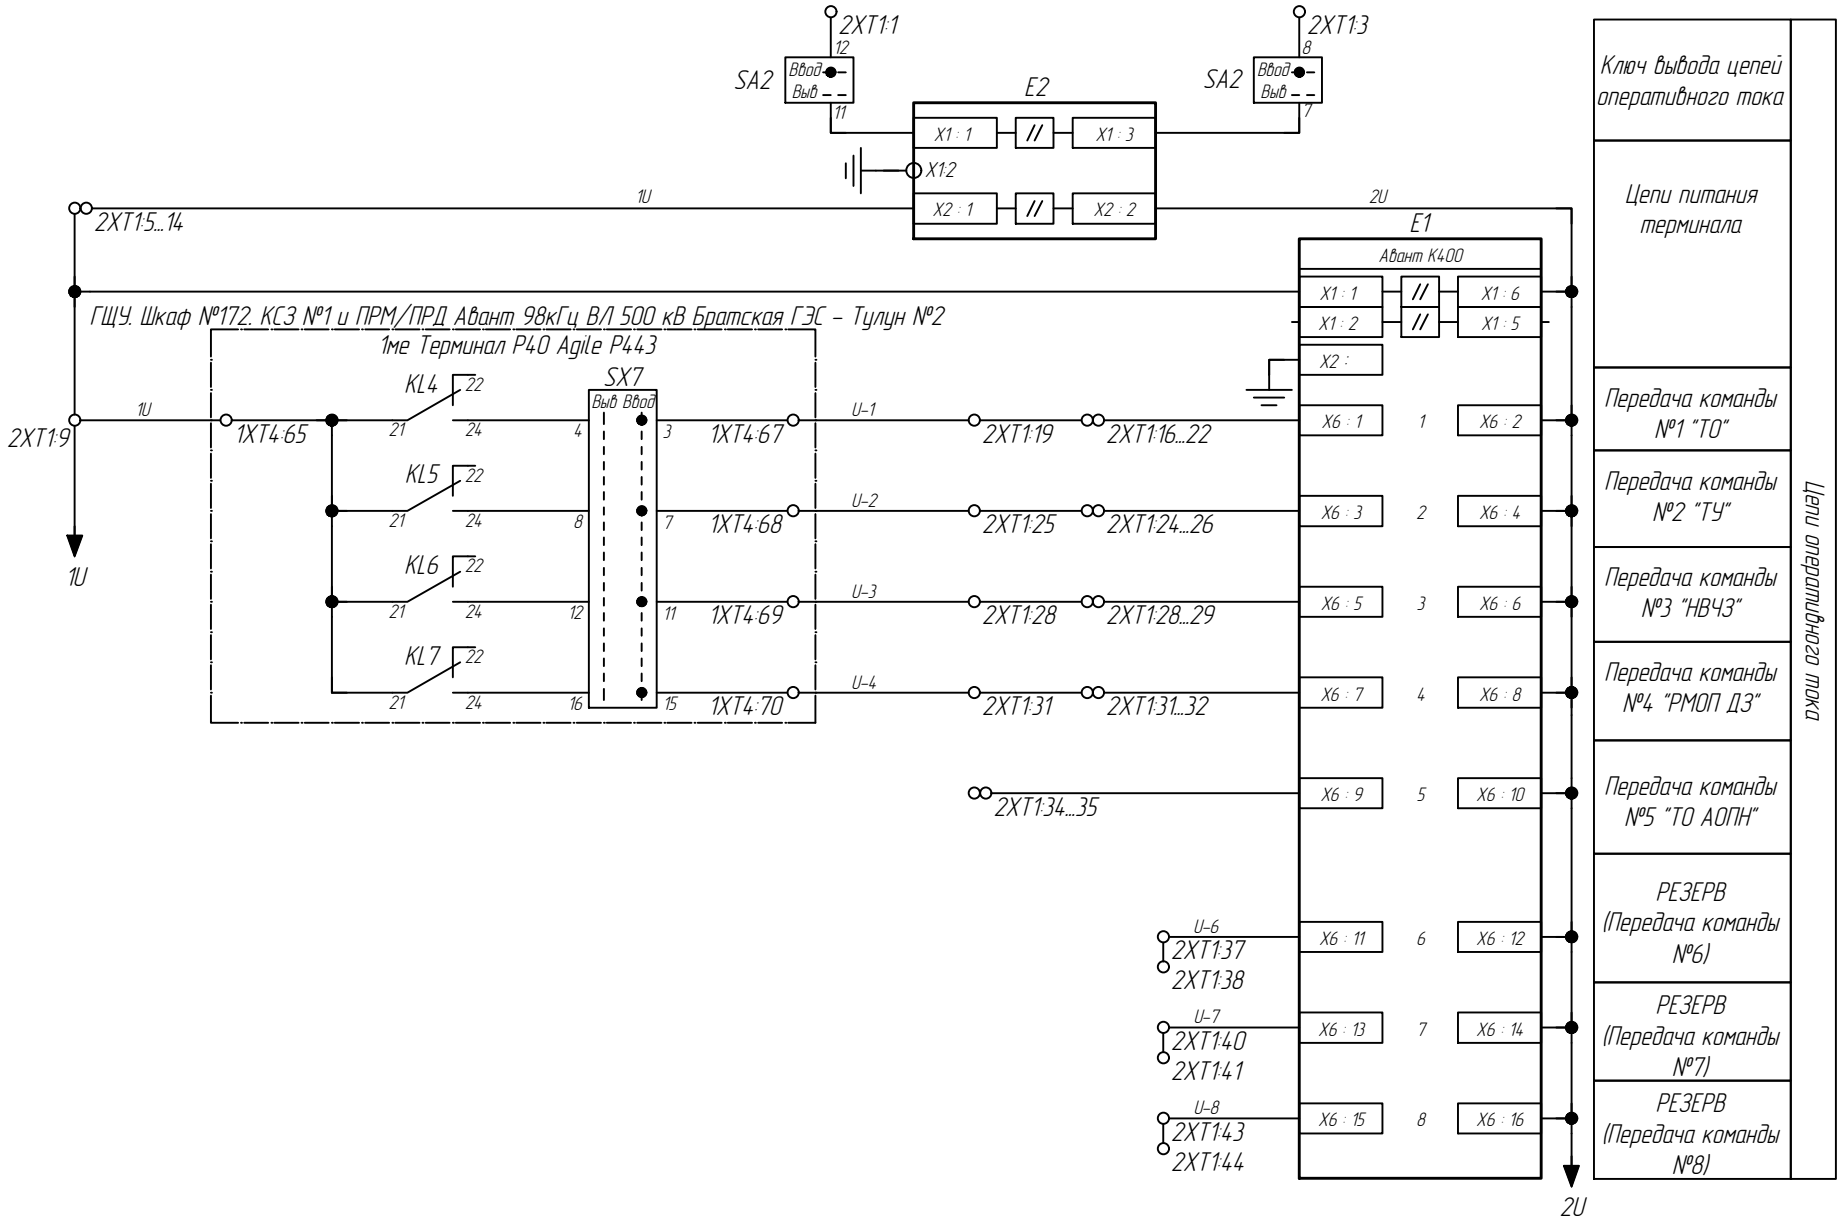 2XT1:1
12
SA2
Ввод
Выв
11
2XT1:3
8
SA2
Ввод
Выв
7
E2
X1 : 1
//
X1 : 3
X1:2
X2 : 1
//
X2 : 2
1U
2U
2XT1:5...14
E1
Авант К400
X1 : 1
//
X1 : 6
X1 : 2
//
X1 : 5
X2 :
ГЩУ. Шкаф №172. КСЗ №1 и ПРМ/ПРД Авант 98кГц ВЛ 500 кВ Братская ГЭС – Тулун №2
1ме Терминал P40 Agile P443
SX7
Выв Ввод
1U
2XT1:9
1XT4:65
KL4
22
21
24
4
3
1XT4:67
U-1
2XT1:19
2XT1:16...22
X6 : 1
1
X6 : 2
KL5
22
21
24
8
7
1XT4:68
U-2
2XT1:25
2XT1:24...26
X6 : 3
2
X6 : 4
1U
KL6
22
21
24
12
11
1XT4:69
U-3
2XT1:28
2XT1:28...29
X6 : 5
3
X6 : 6
KL7
22
21
24
16
15
1XT4:70
U-4
2XT1:31
2XT1:31...32
X6 : 7
4
X6 : 8
2XT1:34...35
X6 : 9
5
X6 : 10
U-6
2XT1:37
2XT1:38
X6 : 11
6
X6 : 12
U-7
2XT1:40
2XT1:41
X6 : 13
7
X6 : 14
U-8
2XT1:43
2XT1:44
X6 : 15
8
X6 : 16
2U
Ключ вывода цепей
оперативного тока
Цепи питания
терминала
Передача команды
№1 "ТО"
Передача команды
№2 "ТУ"
Передача команды
№3 "НВЧЗ"
Передача команды
№4 "РМОП ДЗ"
Передача команды
№5 "ТО АОПН"
РЕЗЕРВ
(Передача команды
№6)
РЕЗЕРВ
(Передача команды
№7)
РЕЗЕРВ
(Передача команды
№8)
Цепи оперативного тока